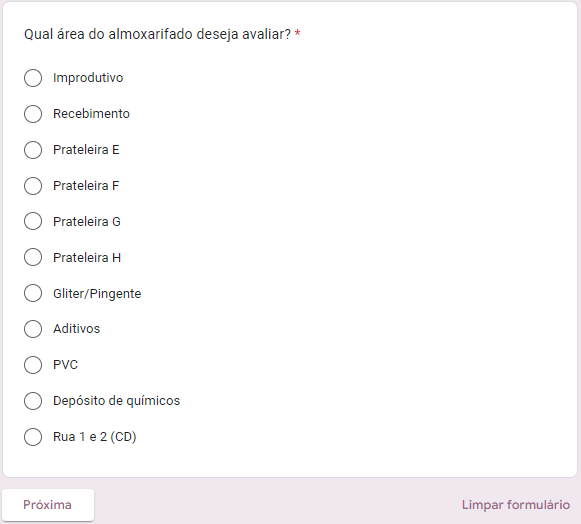 Qual área do almoxarifado deseja avaliar? *
Improdutivo
Recebimento
Prateleira E
Prateleira F
Prateleira G
Prateleira H
Gliter/Pingente
Aditivos
PVC
Depósito de químicos
Rua 1 e 2 (CD)
Próxima
Limpar formulário